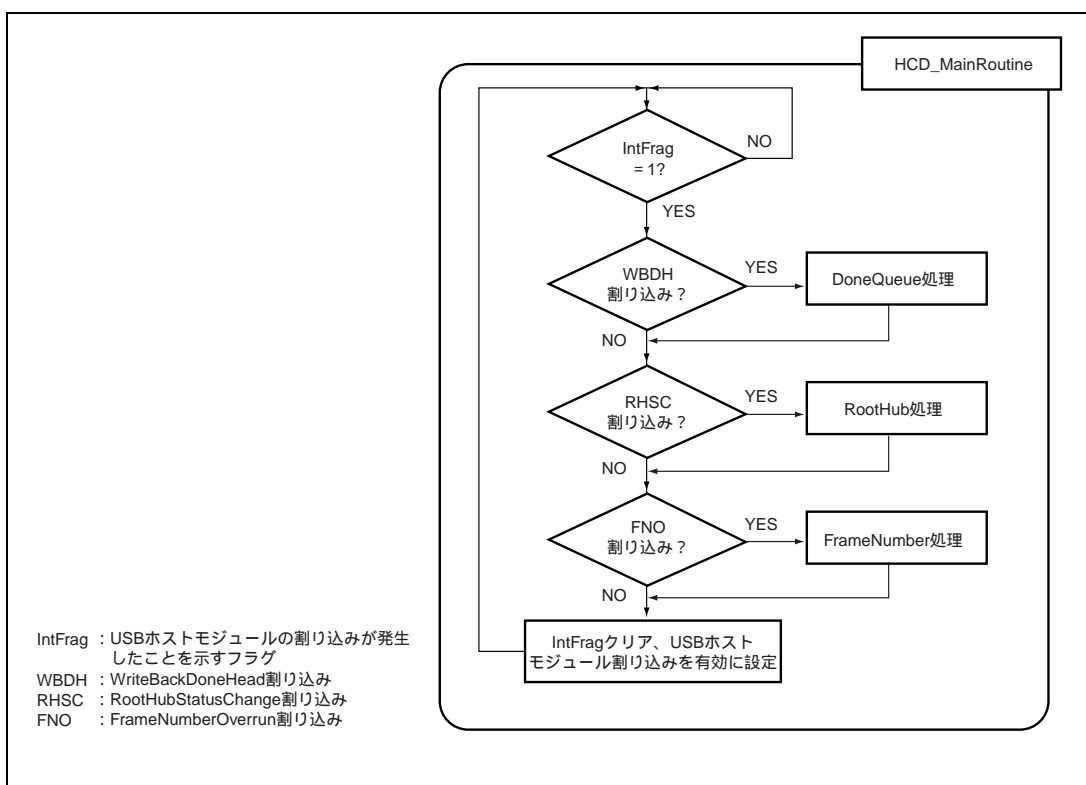 HCD_MainRoutine
IntFrag
= 1?
NO
YES
WBDH
割り込み？
YES
DoneQueue処理
NO
RHSC
割り込み？
YES
RootHub処理
NO
FNO
割り込み？
YES
FrameNumber処理
NO
IntFragクリア、USBホスト
モジュール割り込みを有効に設定
IntFrag ：USBホストモジュールの割り込みが発生
したことを示すフラグ
WBDH ：WriteBackDoneHead割り込み
RHSC ：RootHubStatusChange割り込み
FNO ：FrameNumberOverrun割り込み